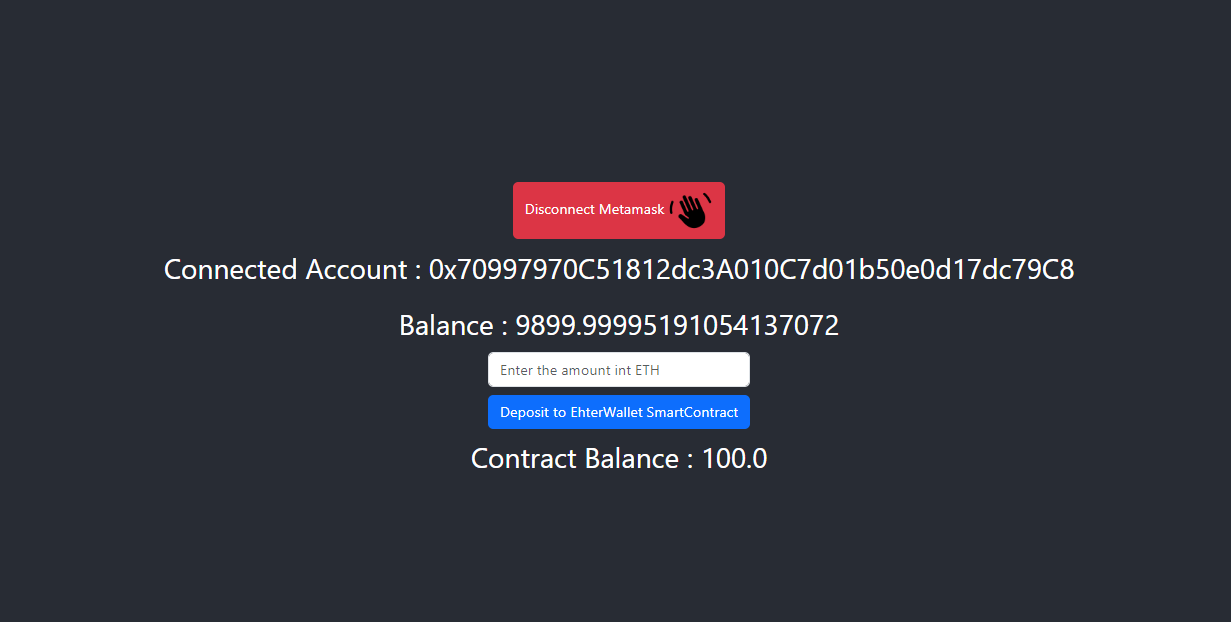 Disconnect Metamask
Connected Account : 0x70997970C51812dc3A010C7d01b50e0d17dc79C8
Balance : 9899.99995191054137072
Enter the amount int ETH
Deposit to EhterWallet SmartContract
Contract Balance : 100.0